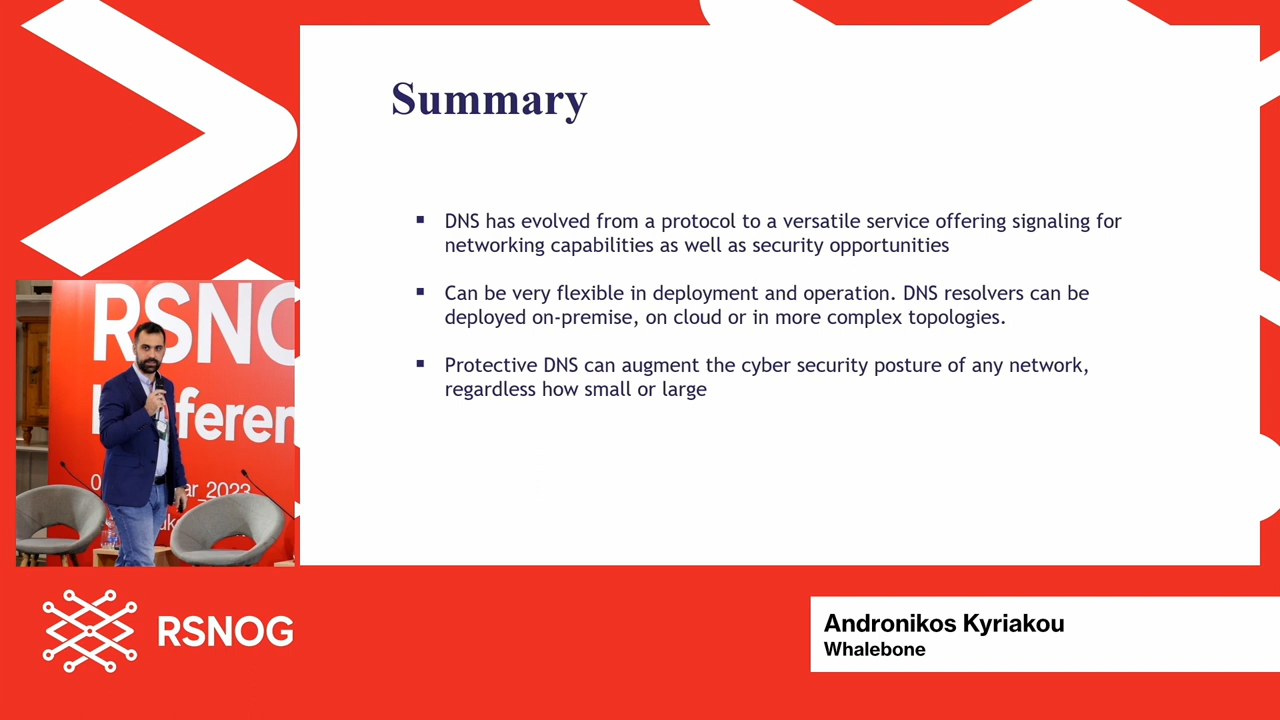 Summary
▪ DNS has evolved from a protocol to a versatile service offering signaling for
networking capabilities as well as security opportunities
▪ Can be very flexible in deployment and operation. DNS resolvers can be
deployed on-premise, on cloud or in more complex topologies.
▪ Protective DNS can augment the cyber security posture of any network,
regardless how small or large
RSNO
feren
ar_2023
RSNOG
Andronikos Kyriakou
Whalebone